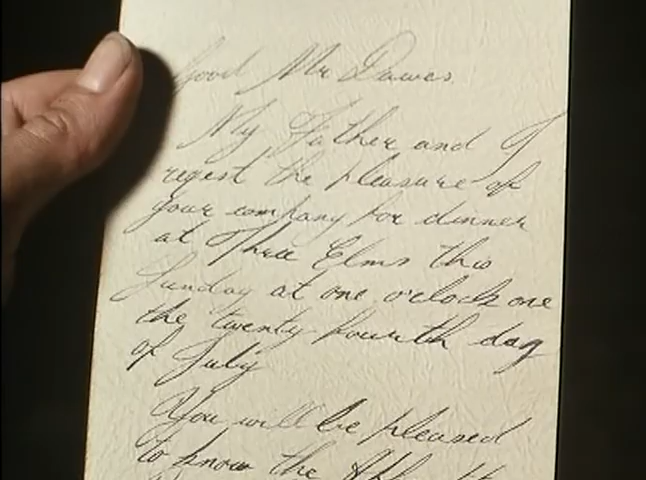 Good Mr Dawes.
My Father and I
reqest the pleasure of
your company for dinner
at Three Elms this
Sunday at one o'clock one
the twenty fourth day
of July
You will be pleased
to know the